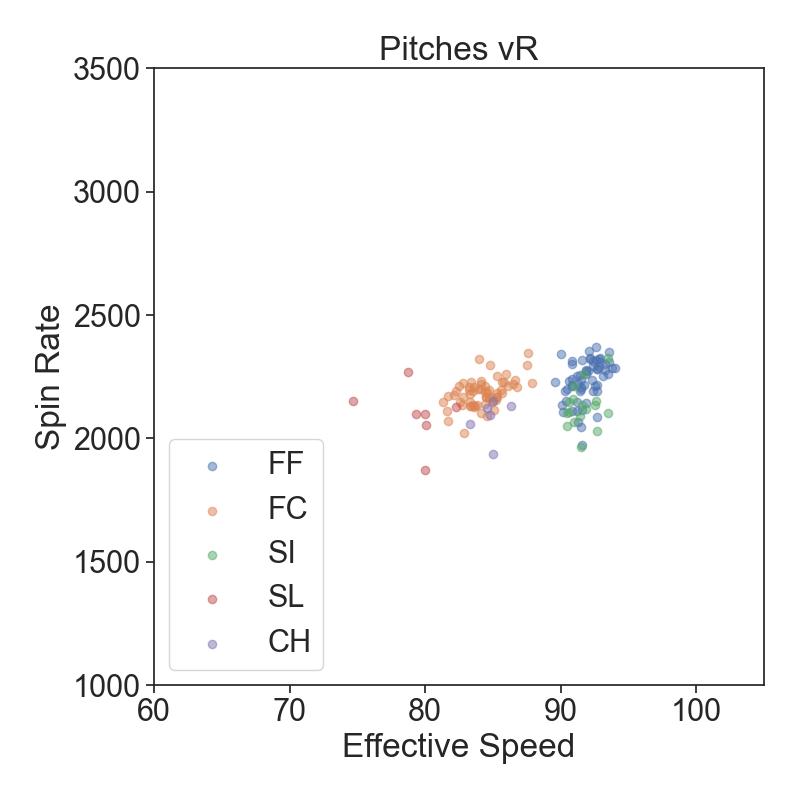 Pitches vR
3500
3000
2500
2000
1500
1000
Spin Rate
FF
FC
SI
SL
CH
60 70 80 90 100
Effective Speed